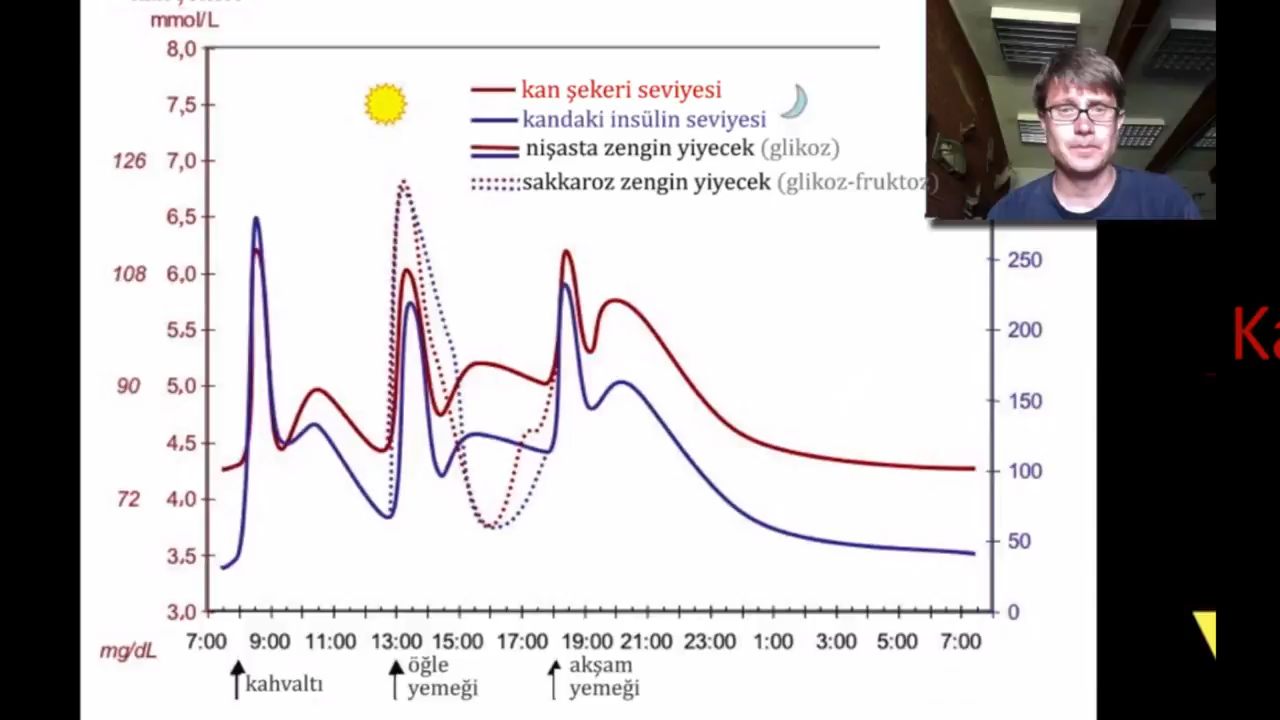 mmol/L
8,0
7,5
126 7,0
6,5
108 6,0
5,5
90 5,0
4,5
72 4,0
3,5
3,0
mg/dL
kan şekeri seviyesi
kandaki insülin seviyesi
nişasta zengin yiyecek (glikoz)
sakkaroz zengin yiyecek (glikoz-fruktoz)
250
200
150
100
50
0
7:00 9:00 11:00 13:00 15:00 17:00 19:00 21:00 23:00 1:00 3:00 5:00 7:00
kahvaltı
öğle
yemeği
akşam
yemeği